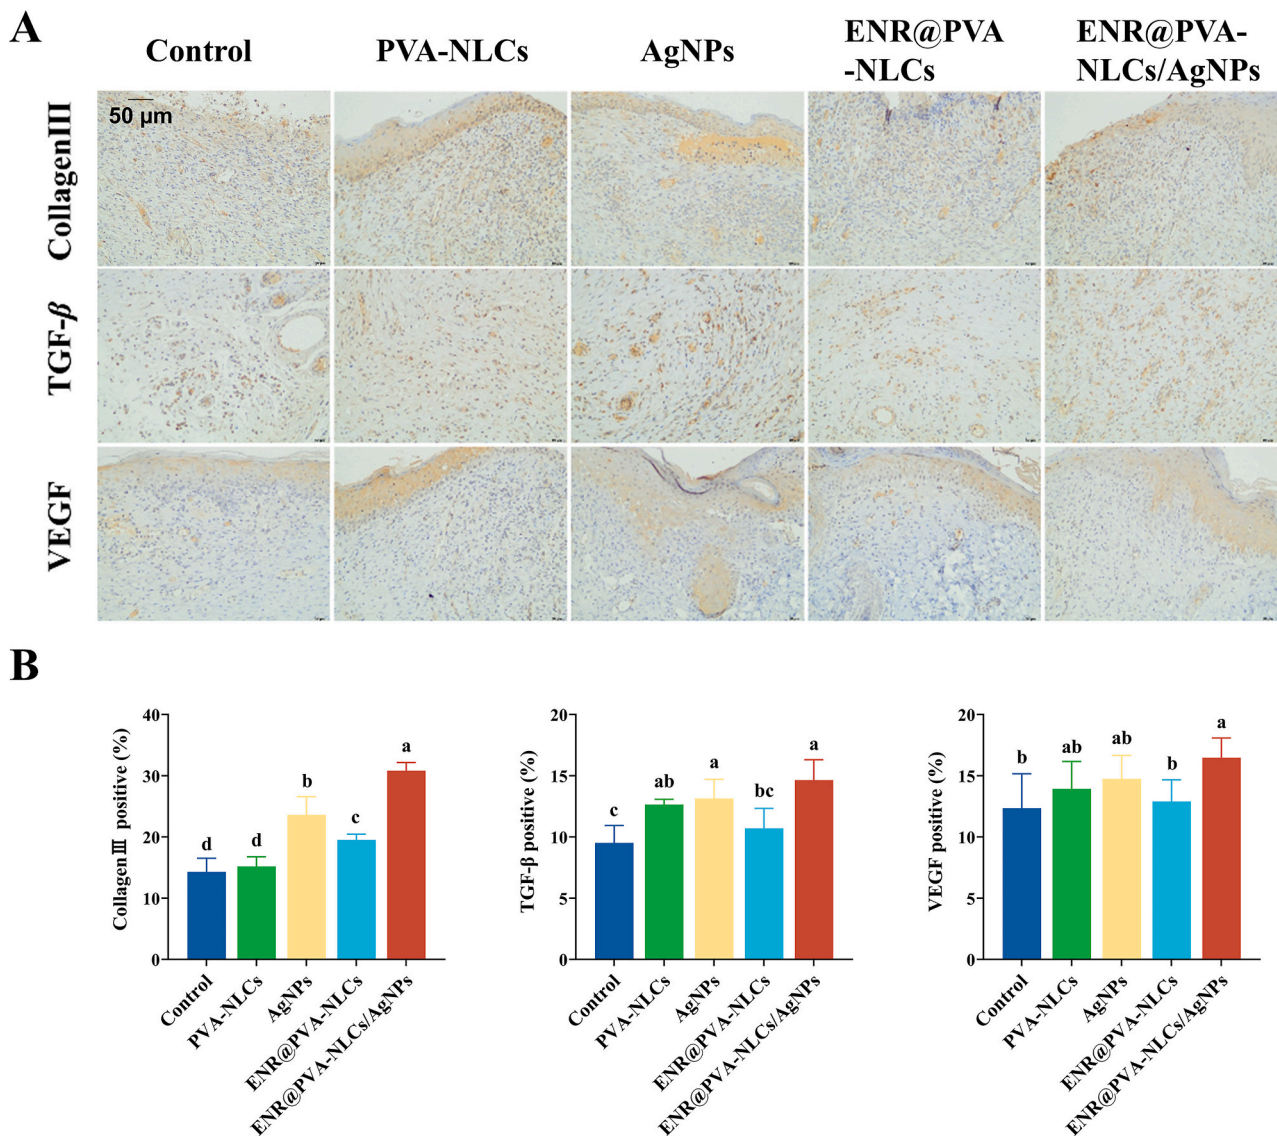 A
Control
PVA-NLCs
AgNPs
ENR@PVA
-NLCs
ENR@PVA-
NLCs/AgNPs
CollagenIII
50 μm
TGF-β
VEGF
B
CollagenⅢ positive (%)
40
30
20
10
0
d
d
b
c
a
Control
PVA-NLCs
AgNPs
ENR@PVA-NLCs
ENR@PVA-NLCs/AgNPs
TGF-β positive (%)
20
15
10
5
0
c
ab
a
bc
a
Control
PVA-NLCs
AgNPs
ENR@PVA-NLCs
ENR@PVA-NLCs/AgNPs
VEGF positive (%)
20
15
10
5
0
b
ab
ab
b
a
Control
PVA-NLCs
AgNPs
ENR@PVA-NLCs
ENR@PVA-NLCs/AgNPs